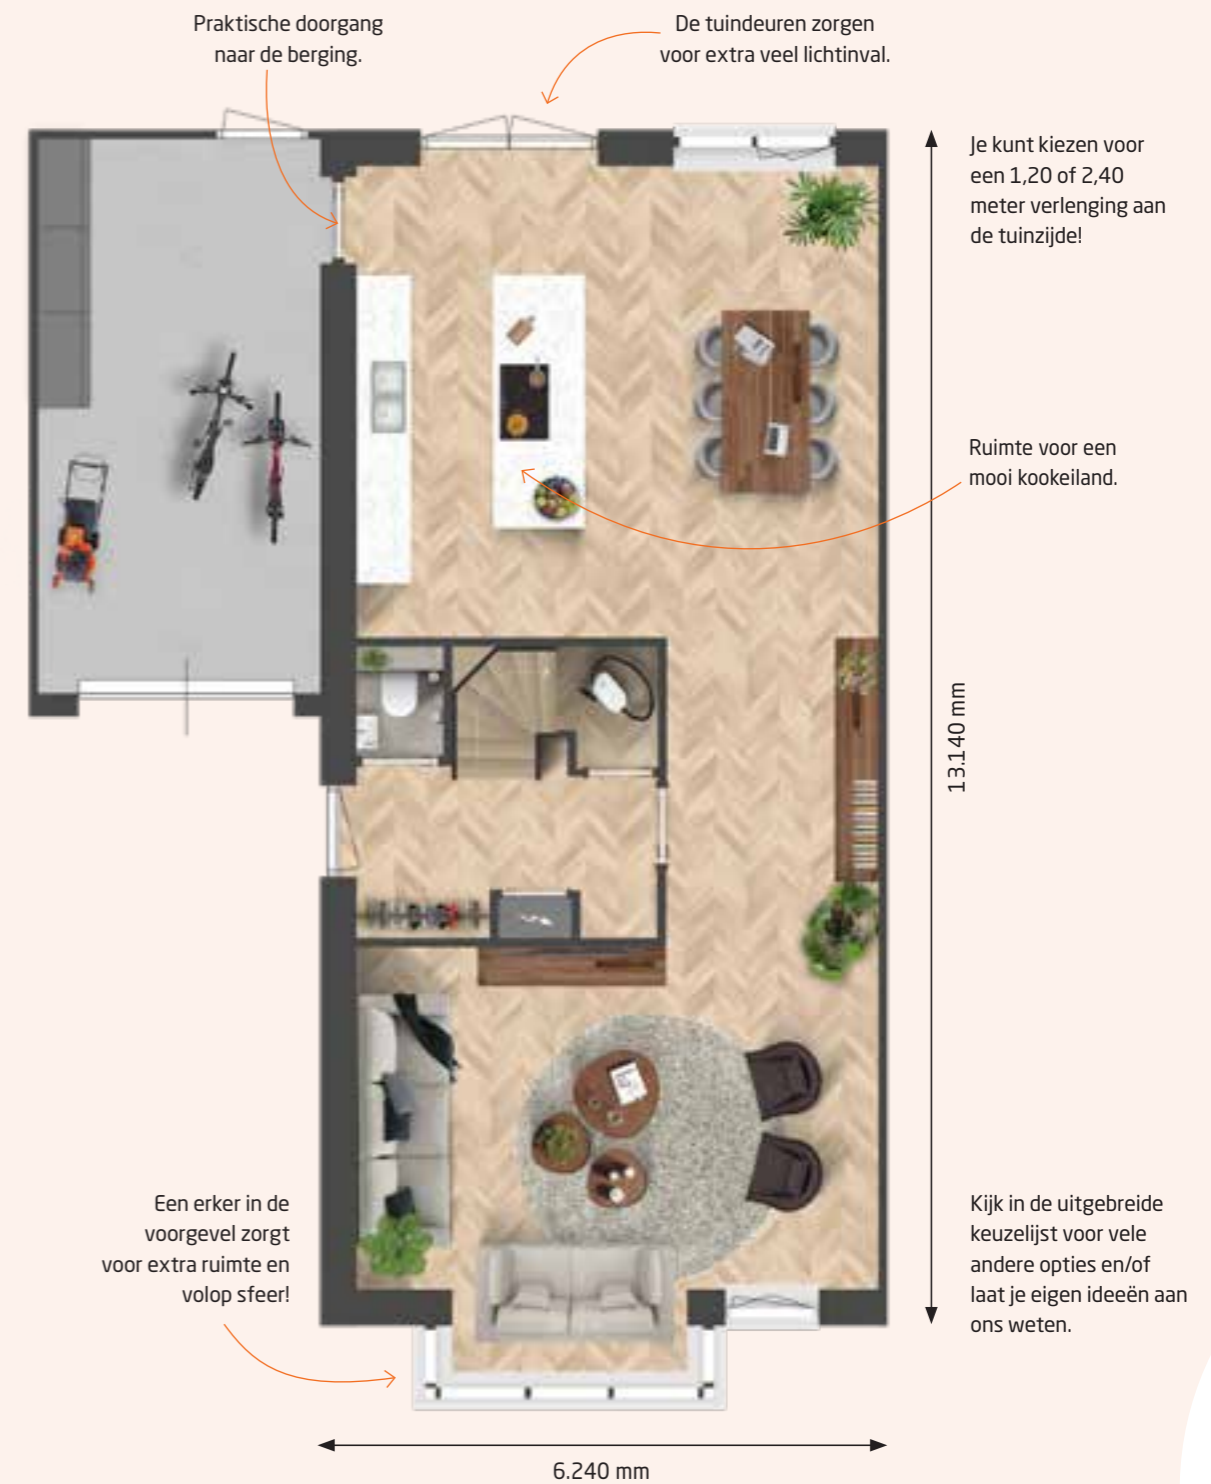 Praktische doorgang
naar de berging.
De tuindeuren zorgen
voor extra veel lichtinval.
Je kunt kiezen voor
een 1,20 of 2,40
meter verlenging aan
de tuinzijde!
Ruimte voor een
mooi kookeiland.
13.140 mm
Een erker in de
voorgevel zorgt
voor extra ruimte en
volop sfeer!
Kijk in de uitgebreide
keuzelijst voor vele
andere opties en/of
laat je eigen ideeën aan
ons weten.
6.240 mm